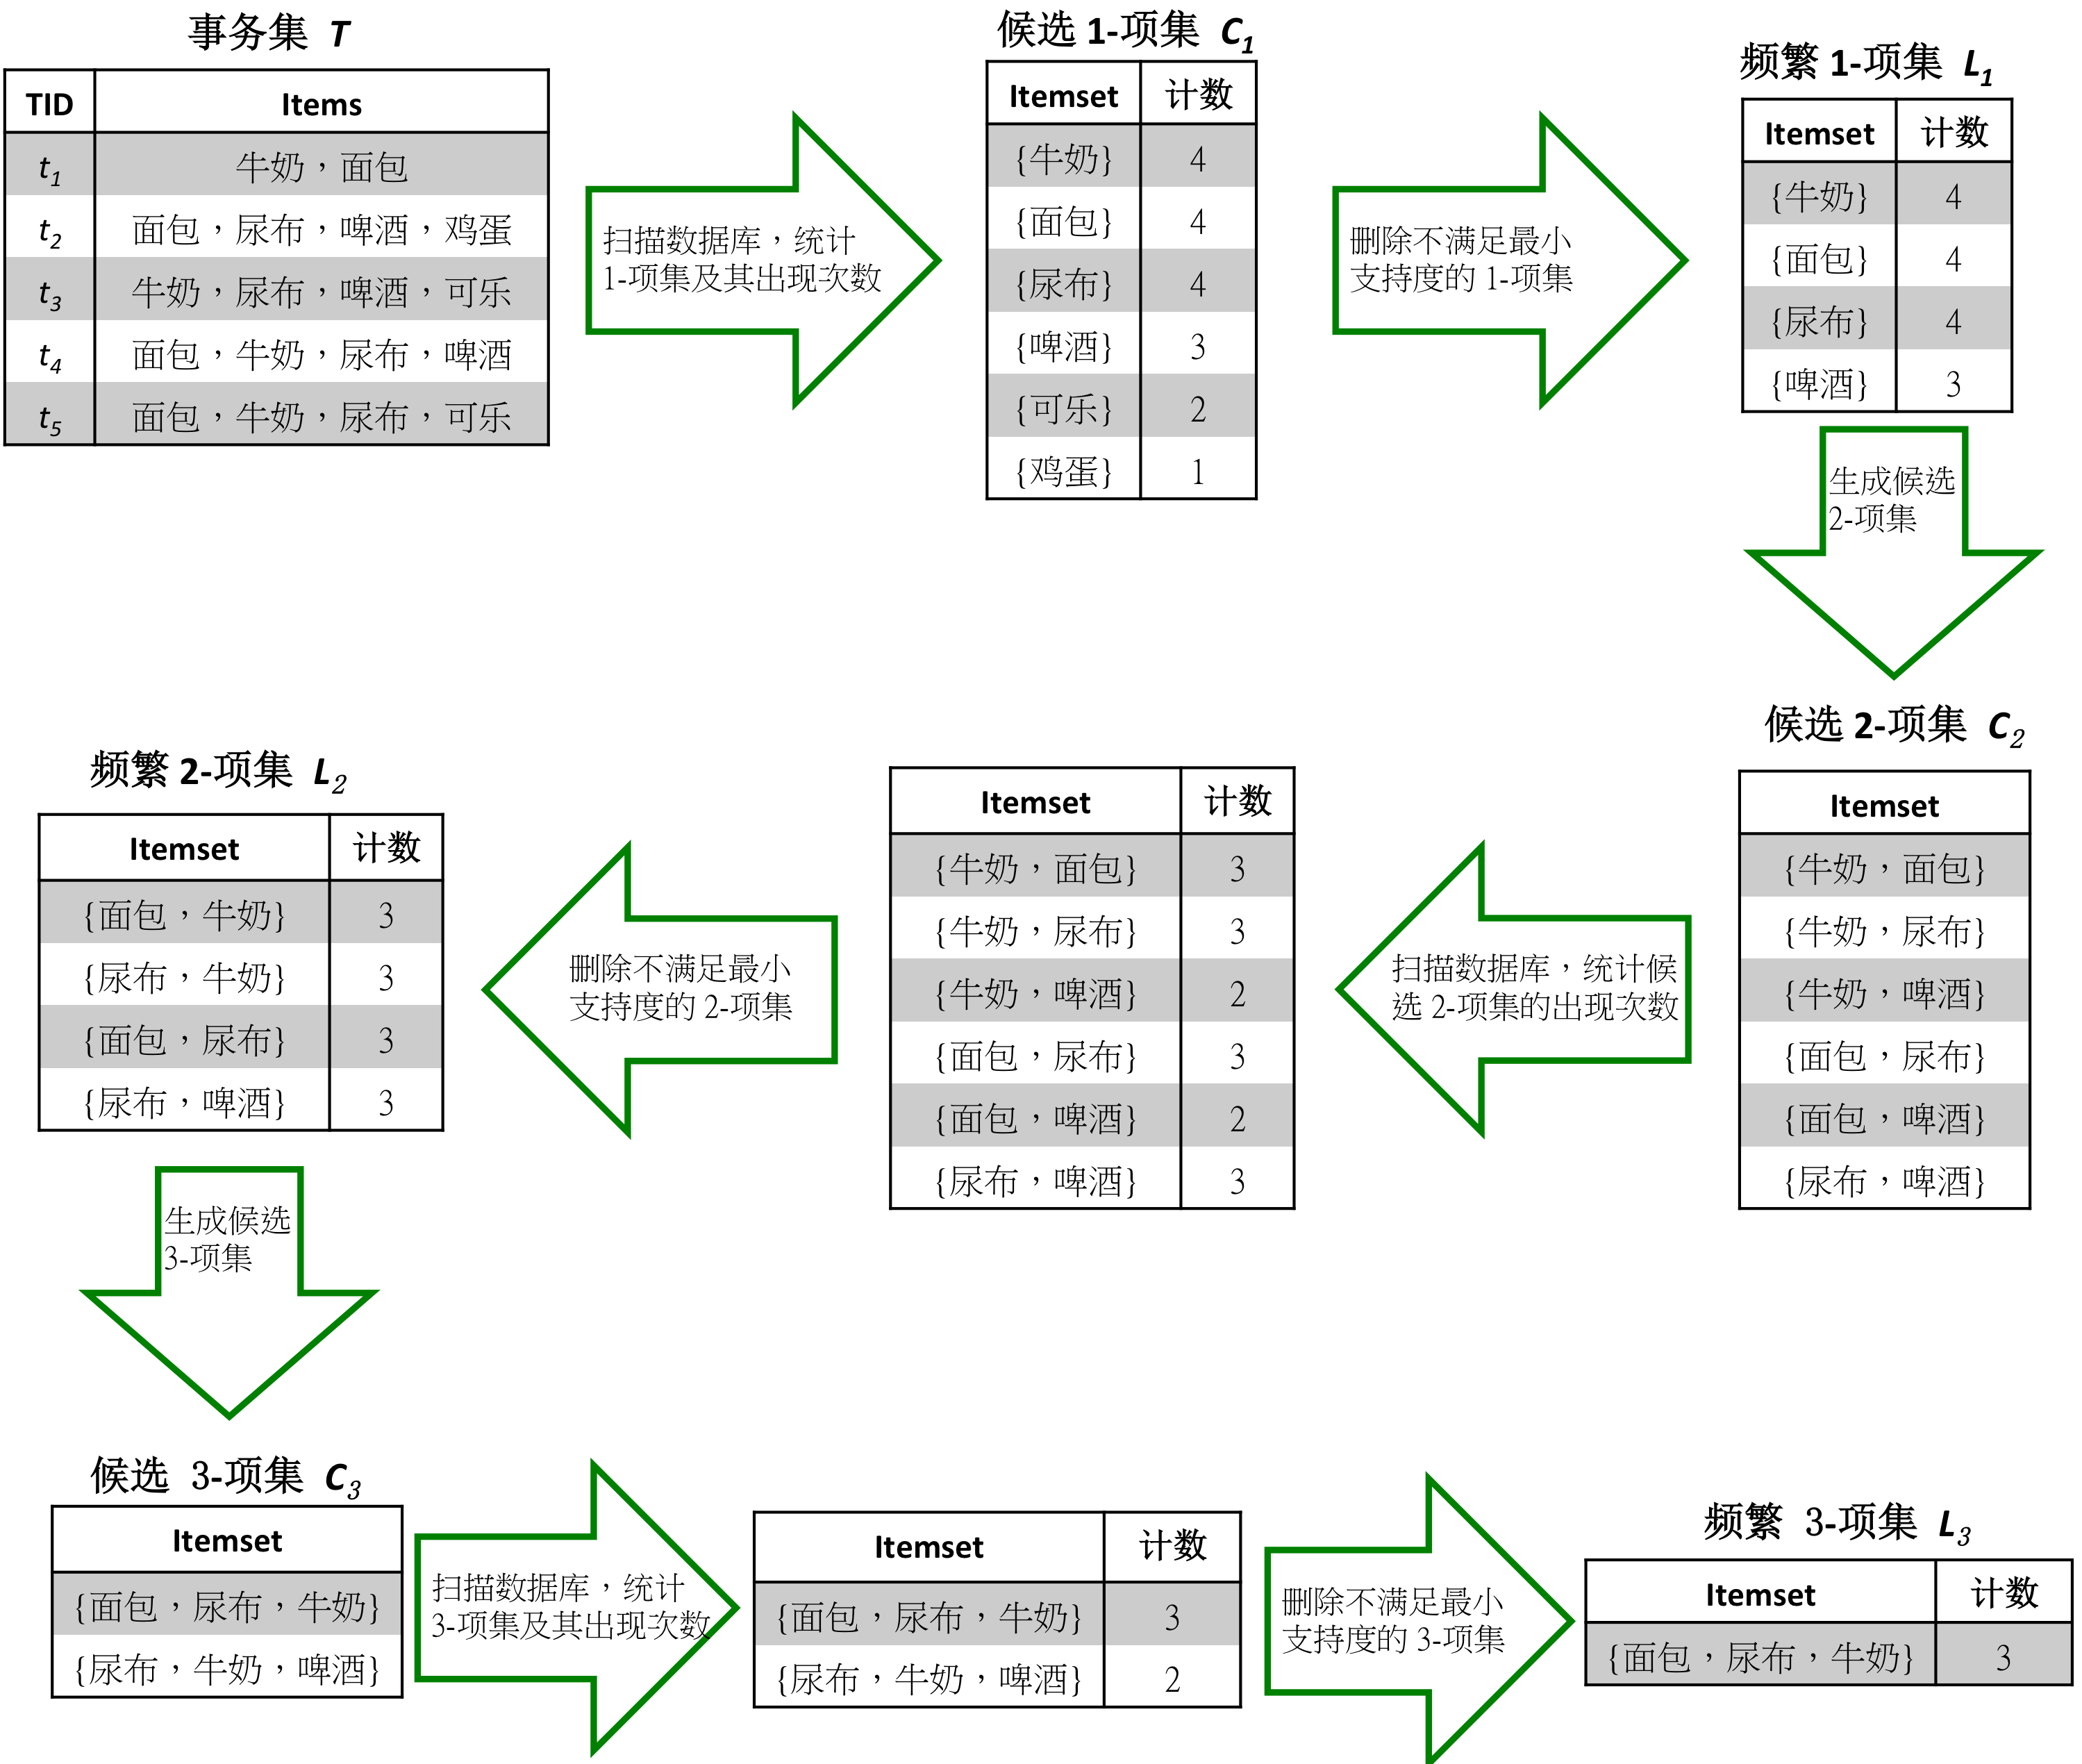 事务集 T
TID Items
t1 牛奶，面包
t2 面包，尿布，啤酒，鸡蛋
t3 牛奶，尿布，啤酒，可乐
t4 面包，牛奶，尿布，啤酒
t5 面包，牛奶，尿布，可乐
扫描数据库，统计
1-项集及其出现次数
候选 1-项集 C1
Itemset 计数
{牛奶} 4
{面包} 4
{尿布} 4
{啤酒} 3
{可乐} 2
{鸡蛋} 1
删除不满足最小
支持度的 1-项集
频繁 1-项集 L1
Itemset 计数
{牛奶} 4
{面包} 4
{尿布} 4
{啤酒} 3
生成候选
2-项集
候选 2-项集 C2
Itemset
{牛奶，面包}
{牛奶，尿布}
{牛奶，啤酒}
{面包，尿布}
{面包，啤酒}
{尿布，啤酒}
扫描数据库，统计候
选 2-项集的出现次数
Itemset 计数
{牛奶，面包} 3
{牛奶，尿布} 3
{牛奶，啤酒} 2
{面包，尿布} 3
{面包，啤酒} 2
{尿布，啤酒} 3
删除不满足最小
支持度的 2-项集
频繁 2-项集 L2
Itemset 计数
{面包，牛奶} 3
{尿布，牛奶} 3
{面包，尿布} 3
{尿布，啤酒} 3
生成候选
3-项集
候选 3-项集 C3
Itemset
{面包，尿布，牛奶}
{尿布，牛奶，啤酒}
扫描数据库，统计
3-项集及其出现次数
Itemset 计数
{面包，尿布，牛奶} 3
{尿布，牛奶，啤酒} 2
删除不满足最小
支持度的 3-项集
频繁 3-项集 L3
Itemset 计数
{面包，尿布，牛奶} 3